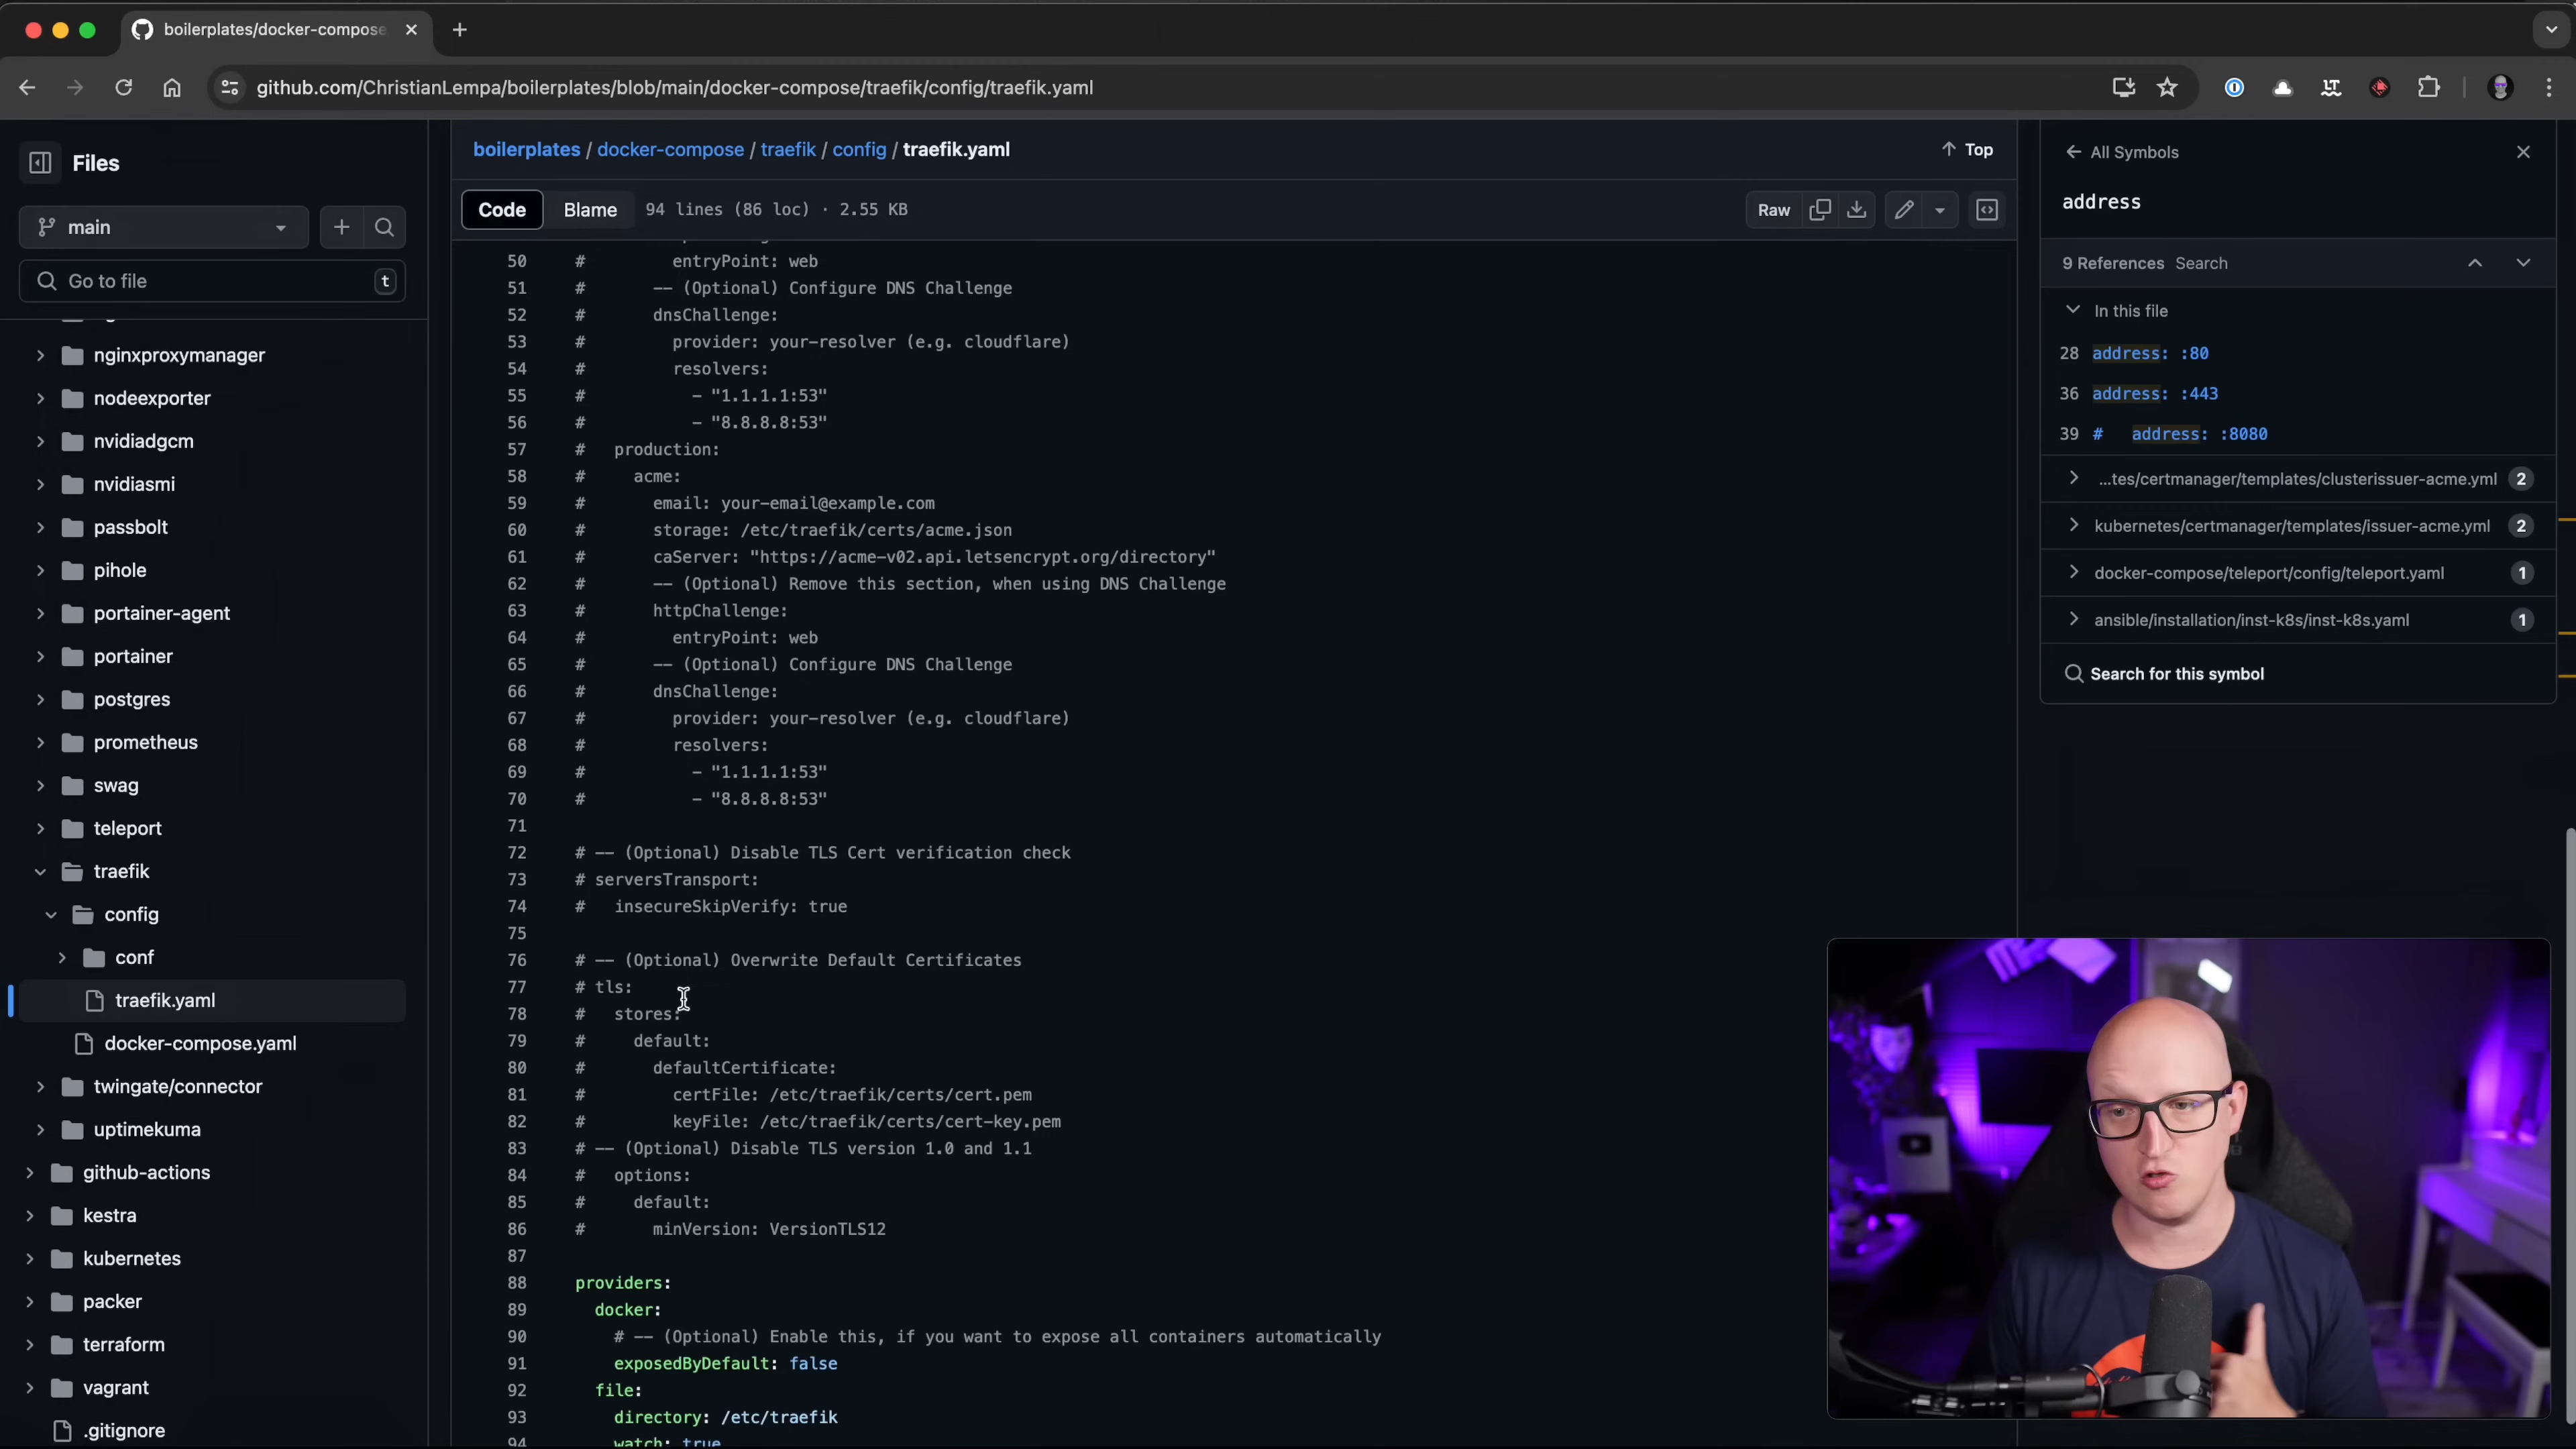 boilerplates/docker-compose
github.com/ChristianLempa/boilerplates/blob/main/docker-compose/traefik/config/traefik.yaml
Files
main
Go to file
t
nginxproxymanager
nodeexporter
nvidiadgcm
nvidiasmi
passbolt
pihole
portainer-agent
portainer
postgres
prometheus
swag
teleport
traefik
config
conf
traefik.yaml
docker-compose.yaml
twingate/connector
uptimekuma
github-actions
kestra
kubernetes
packer
terraform
vagrant
.gitignore
boilerplates / docker-compose / traefik / config / traefik.yaml
Top
Code Blame 94 lines (86 loc) · 2.55 KB
Raw
50 # entryPoint: web
51 # -- (Optional) Configure DNS Challenge
52 # dnsChallenge:
53 # provider: your-resolver (e.g. cloudflare)
54 # resolvers:
55 # - "1.1.1.1:53"
56 # - "8.8.8.8:53"
57 # production:
58 # acme:
59 # email: your-email@example.com
60 # storage: /etc/traefik/certs/acme.json
61 # caServer: "https://acme-v02.api.letsencrypt.org/directory"
62 # -- (Optional) Remove this section, when using DNS Challenge
63 # httpChallenge:
64 # entryPoint: web
65 # -- (Optional) Configure DNS Challenge
66 # dnsChallenge:
67 # provider: your-resolver (e.g. cloudflare)
68 # resolvers:
69 # - "1.1.1.1:53"
70 # - "8.8.8.8:53"
71
72 # -- (Optional) Disable TLS Cert verification check
73 # serversTransport:
74 # insecureSkipVerify: true
75
76 # -- (Optional) Overwrite Default Certificates
77 # tls:
78 # stores:
79 # default:
80 # defaultCertificate:
81 # certFile: /etc/traefik/certs/cert.pem
82 # keyFile: /etc/traefik/certs/cert-key.pem
83 # -- (Optional) Disable TLS version 1.0 and 1.1
84 # options:
85 # default:
86 # minVersion: VersionTLS12
87
88 providers:
89 docker:
90 # -- (Optional) Enable this, if you want to expose all containers automatically
91 exposedByDefault: false
92 file:
93 directory: /etc/traefik
94 watch: true
All Symbols
address
9 References Search
In this file
28 address: :80
36 address: :443
39 # address: :8080
...tes/certmanager/templates/clusterissuer-acme.yml 2
kubernetes/certmanager/templates/issuer-acme.yml 2
docker-compose/teleport/config/teleport.yaml 1
ansible/installation/inst-k8s/inst-k8s.yaml 1
Search for this symbol